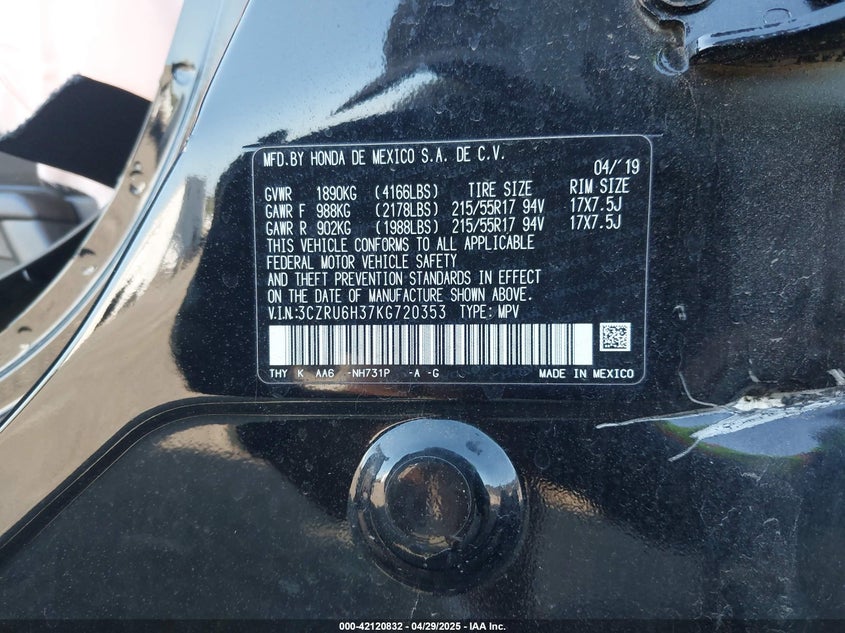 MFD.BY HONDA DE MEXICO S.A. DE C.V.
04/'19
GVWR 1890KG (4166LBS) TIRE SIZE RIM SIZE
GAWR F 988KG (2178LBS) 215/55R17 94V 17X7.5J
GAWR R 902KG (1988LBS) 215/55R17 94V 17X7.5J
THIS VEHICLE CONFORMS TO ALL APPLICABLE
FEDERAL MOTOR VEHICLE SAFETY
AND THEFT PREVENTION STANDARDS IN EFFECT
ON THE DATE OF MANUFACTURE SHOWN ABOVE.
V.I.N.:3CZRU6H37KG720353 TYPE: MPV
THY K AA6 -NH731P -A -G MADE IN MEXICO
000-42120832 - 04/29/2025 - IAA Inc.